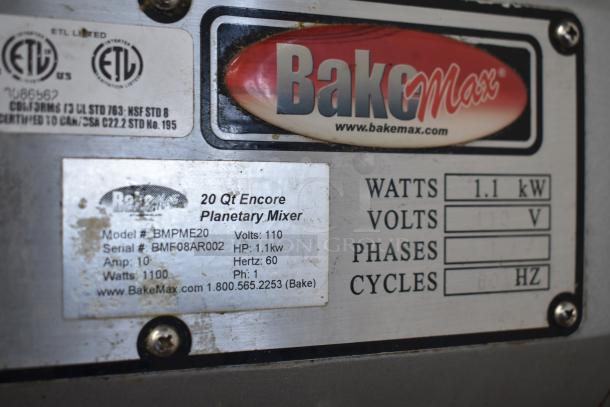 ETL LISTED
ETL
US
ETL
3086862
CONFORMS TO UL STD 763: NSF STD 8
CERTIFIED TO CAN/CSA C22.2 STD No. 195
BakeMax®
www.bakemax.com
BakeMax
20 Qt Encore
Planetary Mixer
Model #: BMPME20 Volts: 110
Serial #: BMF08AR002 HP: 1.1kw
Amp: 10 Hertz: 60
Watts: 1100 Ph: 1
www.BakeMax.com 1.800.565.2253 (Bake)
WATTS 1.1 kW
VOLTS V
PHASES
CYCLES 60 HZ